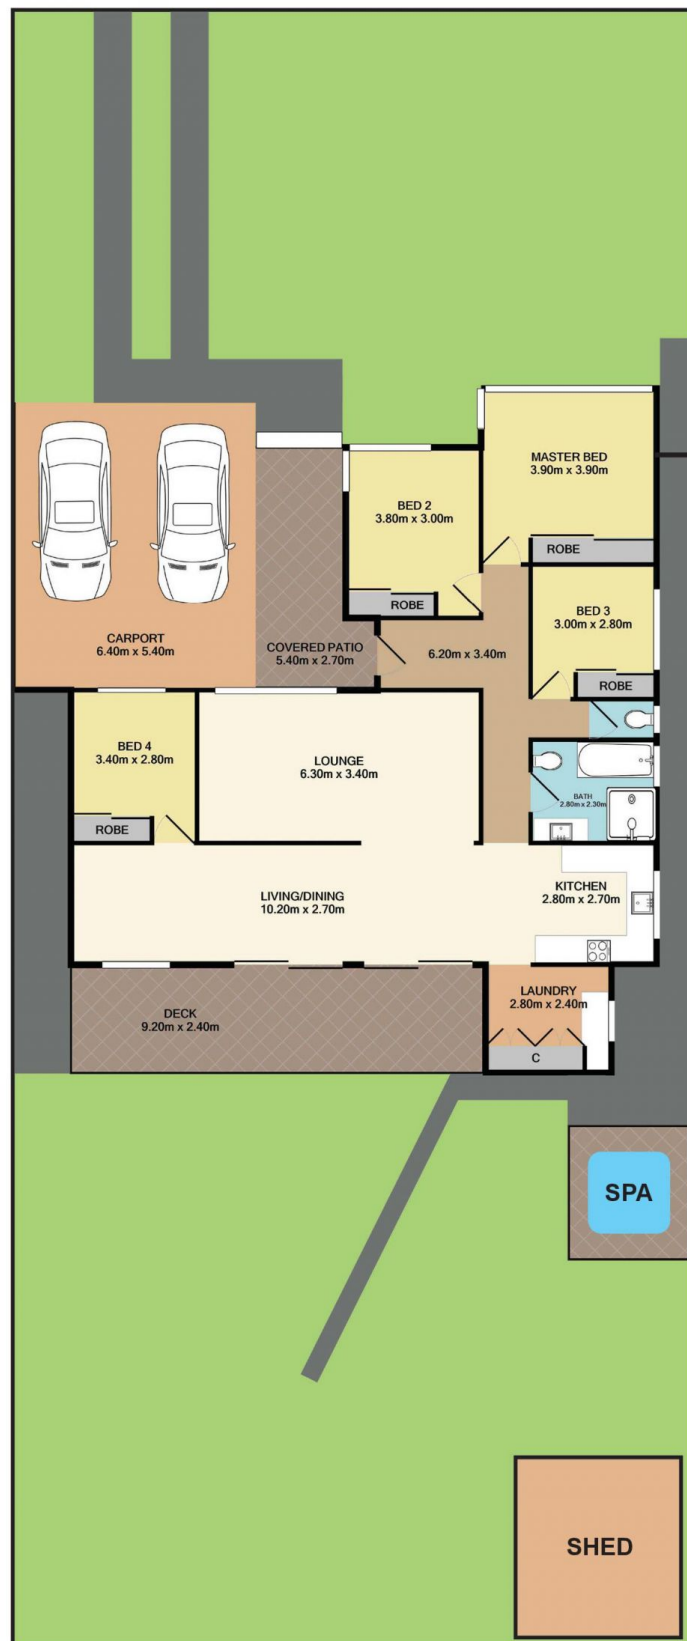 MASTER BED
3.90m x 3.90m
ROBE
BED 2
3.80m x 3.00m
ROBE
BED 3
3.00m x 2.80m
ROBE
CARPORT
6.40m x 5.40m
COVERED PATIO
5.40m x 2.70m
6.20m x 3.40m
BED 4
3.40m x 2.80m
ROBE
LOUNGE
6.30m x 3.40m
BATH
2.80m x 2.30m
LIVING/DINING
10.20m x 2.70m
KITCHEN
2.80m x 2.70m
DECK
9.20m x 2.40m
LAUNDRY
2.80m x 2.40m
C
SPA
SHED